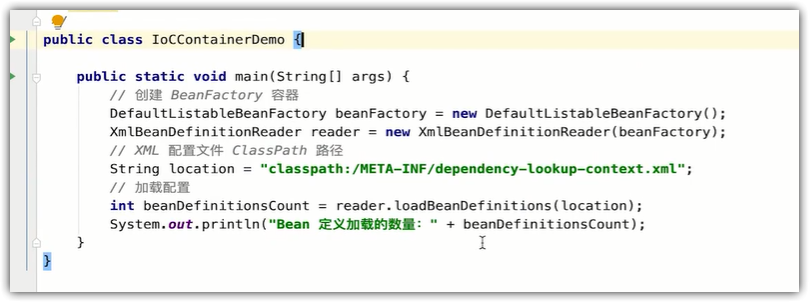 public class IoCContainerDemo {
public static void main(String[] args) {
// 创建 BeanFactory 容器
DefaultListableBeanFactory beanFactory = new DefaultListableBeanFactory();
XmlBeanDefinitionReader reader = new XmlBeanDefinitionReader(beanFactory);
// XML 配置文件 ClassPath 路径
String location = "classpath:/META-INF/dependency-lookup-context.xml";
// 加载配置
int beanDefinitionsCount = reader.loadBeanDefinitions(location);
System.out.println("Bean 定义加载的数量：" + beanDefinitionsCount);
}
}